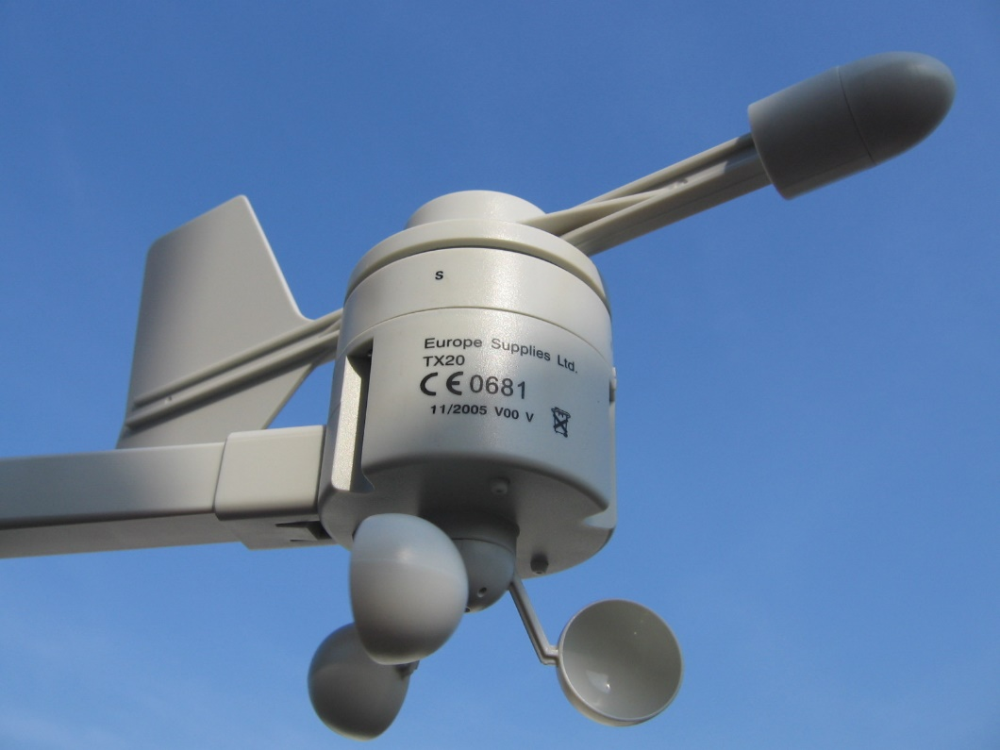 S
Europe Supplies Ltd.
TX20
CE 0681
11/2005 V00 V